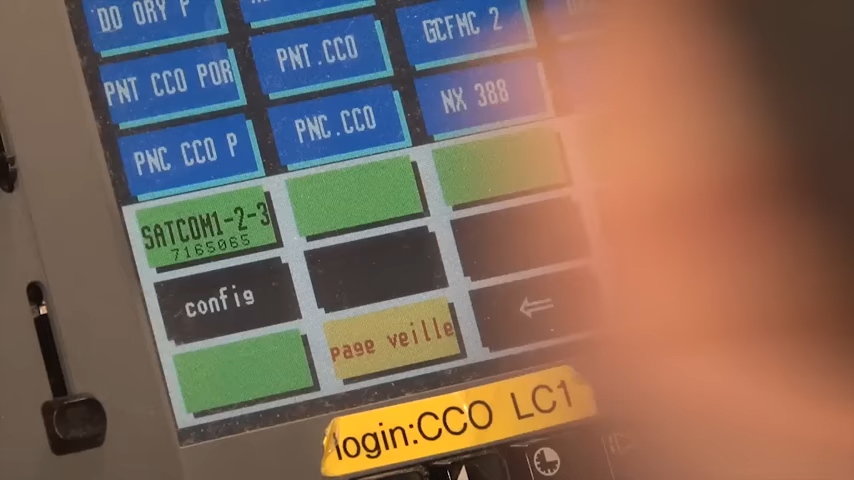 DO ORY P
PNT CCO POR
PNT.CCO
GCFMC 2
PNC CCO P
PNC.CCO
NX 388
SATCOM1-2-3
7165065
config
page veille
login:CCO LC1